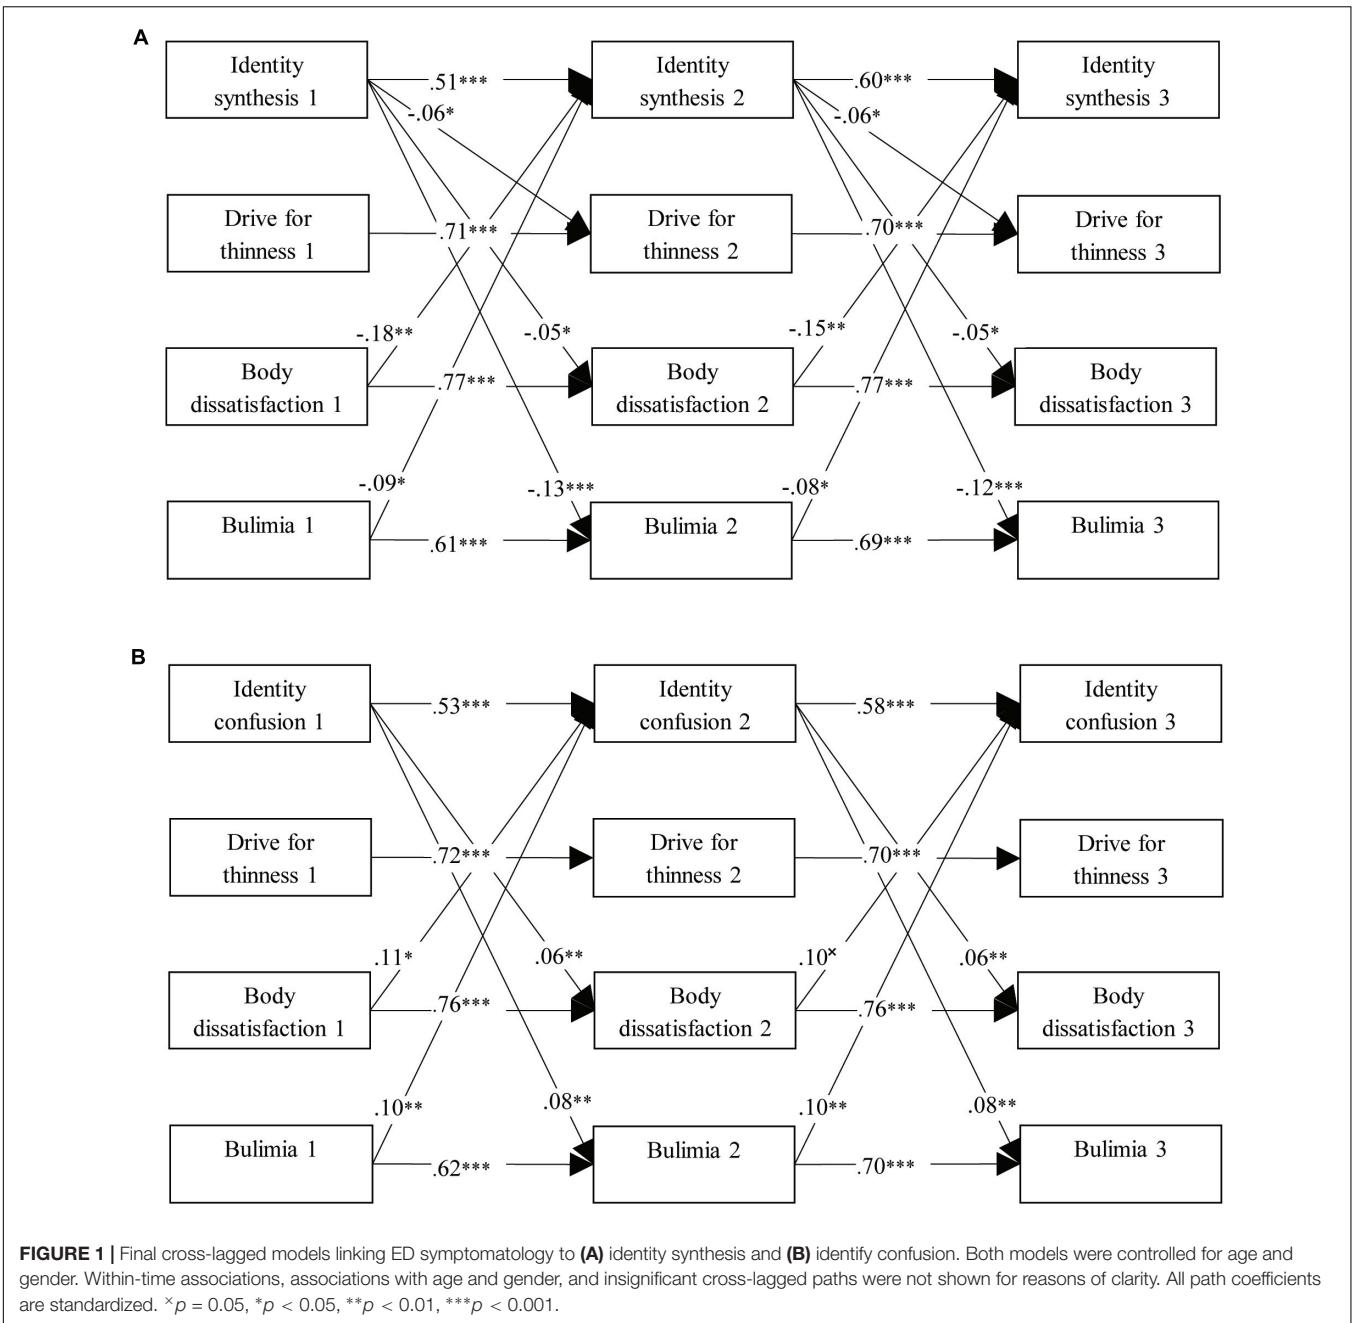 A
Identity
synthesis 1
Identity
synthesis 2
Identity
synthesis 3
.51***
.60***
-.06*
-.06*
Drive for
thinness 1
Drive for
thinness 2
Drive for
thinness 3
.71***
.70***
-.18**
-.05*
-.15**
-.05*
Body
dissatisfaction 1
Body
dissatisfaction 2
Body
dissatisfaction 3
.77***
.77***
-.09*
-.13***
-.08*
-.12***
Bulimia 1
Bulimia 2
Bulimia 3
.61***
.69***
B
Identity
confusion 1
Identity
confusion 2
Identity
confusion 3
.53***
.58***
Drive for
thinness 1
Drive for
thinness 2
Drive for
thinness 3
.72***
.70***
.11*
.06**
.10×
.06**
Body
dissatisfaction 1
Body
dissatisfaction 2
Body
dissatisfaction 3
.76***
.76***
.10**
.08**
.10**
.08**
Bulimia 1
Bulimia 2
Bulimia 3
.62***
.70***
FIGURE 1 | Final cross-lagged models linking ED symptomatology to (A) identity synthesis and (B) identify confusion. Both models were controlled for age and
gender. Within-time associations, associations with age and gender, and insignificant cross-lagged paths were not shown for reasons of clarity. All path coefficients
are standardized. ×p = 0.05, *p < 0.05, **p < 0.01, ***p < 0.001.